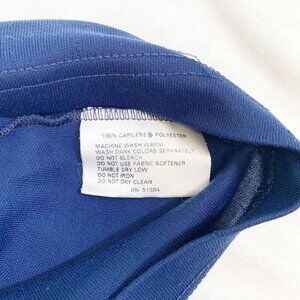 100% CAPILENE® POLYESTER
MACHINE WASH WARM
WASH DARK COLORS SEPARATELY
DO NOT BLEACH
DO NOT USE FABRIC SOFTENER
TUMBLE DRY LOW
DO NOT IRON
DO NOT DRY CLEAN
RN 51884